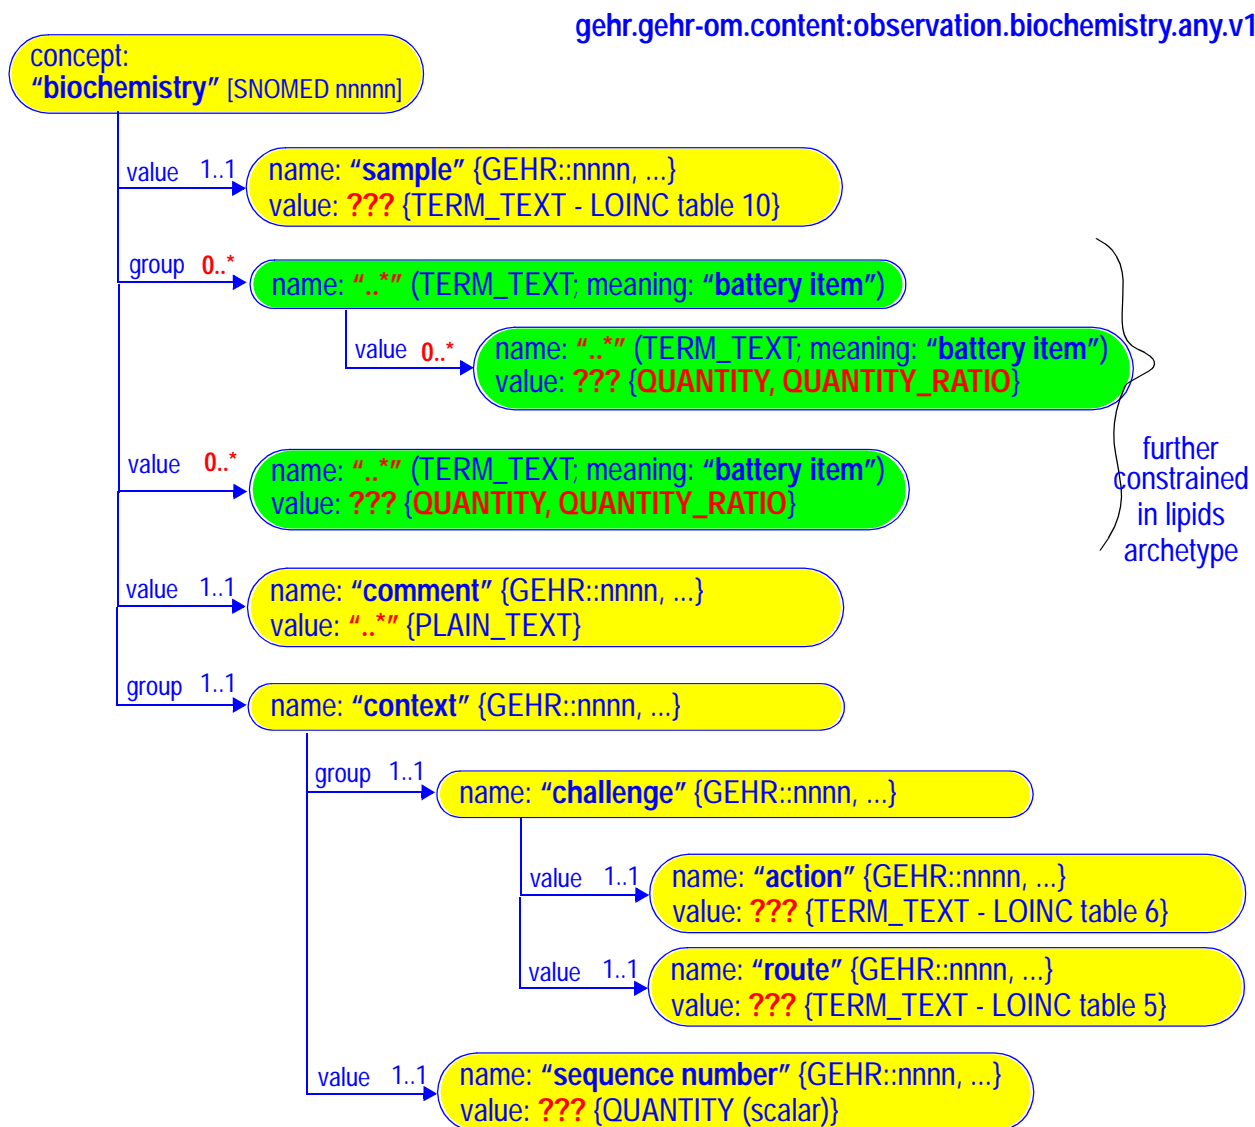 gehr.gehr-om.content:observation.biochemistry.any.v1
concept:
“biochemistry” [SNOMED nnnnn]
value 1..1
name: “sample” {GEHR::nnnn, ...}
value: ??? {TERM_TEXT - LOINC table 10}
group 0..*
name: “..*” (TERM_TEXT; meaning: “battery item”)
value 0..*
name: “..*” (TERM_TEXT; meaning: “battery item”)
value: ??? {QUANTITY, QUANTITY_RATIO}
further
constrained
in lipids
archetype
value 0..*
name: “..*” (TERM_TEXT; meaning: “battery item”)
value: ??? {QUANTITY, QUANTITY_RATIO}
value 1..1
name: “comment” {GEHR::nnnn, ...}
value: “..*” {PLAIN_TEXT}
group 1..1
name: “context” {GEHR::nnnn, ...}
group 1..1
name: “challenge” {GEHR::nnnn, ...}
value 1..1
name: “action” {GEHR::nnnn, ...}
value: ??? {TERM_TEXT - LOINC table 6}
value 1..1
name: “route” {GEHR::nnnn, ...}
value: ??? {TERM_TEXT - LOINC table 5}
value 1..1
name: “sequence number” {GEHR::nnnn, ...}
value: ??? {QUANTITY (scalar)}